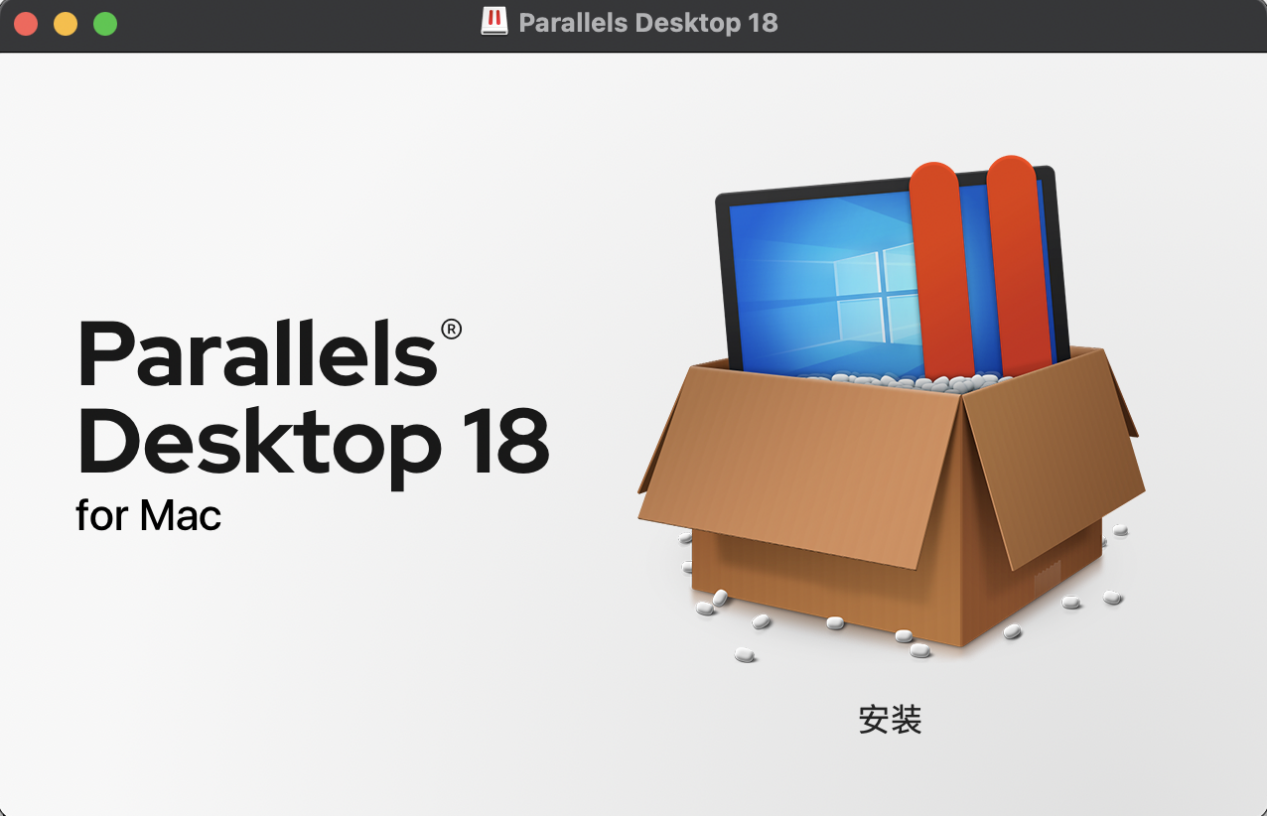 Parallels Desktop 18
Parallels®
Desktop 18
for Mac
安装